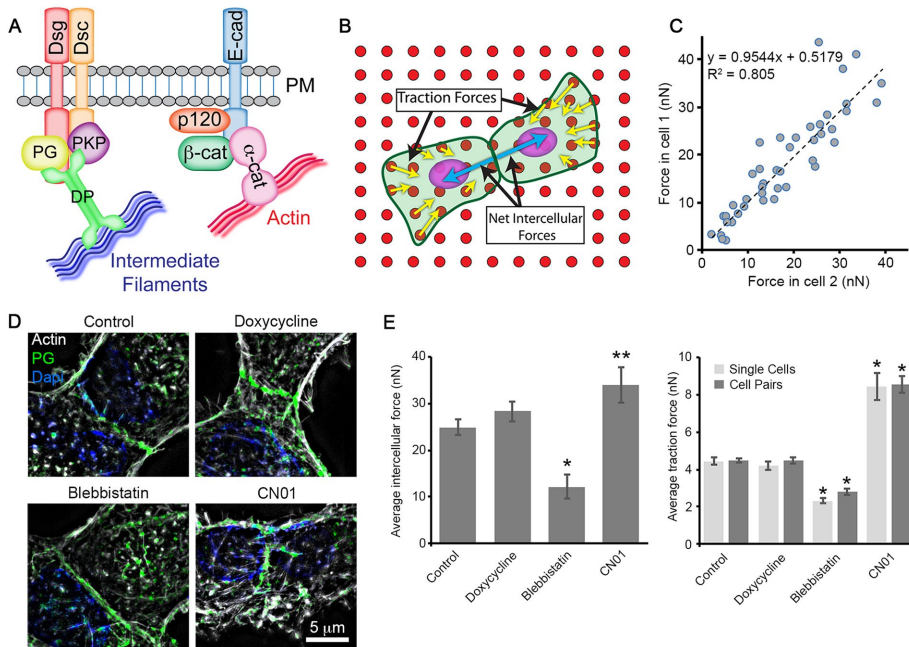 A
Dsg
Dsc
E-cad
PM
p120
PG
PKP
β-cat
α-cat
DP
Actin
Intermediate
Filaments
B
Traction Forces
Net Intercellular
Forces
C
y = 0.9544x + 0.5179
R² = 0.805
Force in cell 1 (nN)
40
30
20
10
0
0
10
20
30
40
Force in cell 2 (nN)
D
Control
Doxycycline
Actin
PG
DapI
Blebbistatin
CN01
5 μm
E
Average intercellular force (nN)
40
30
20
10
0
*
**
Control
Doxycycline
Blebbistatin
CN01
Average traction force (nN)
10
8
6
4
2
0
Single Cells
Cell Pairs
*
*
*
*
Control
Doxycycline
Blebbistatin
CN01